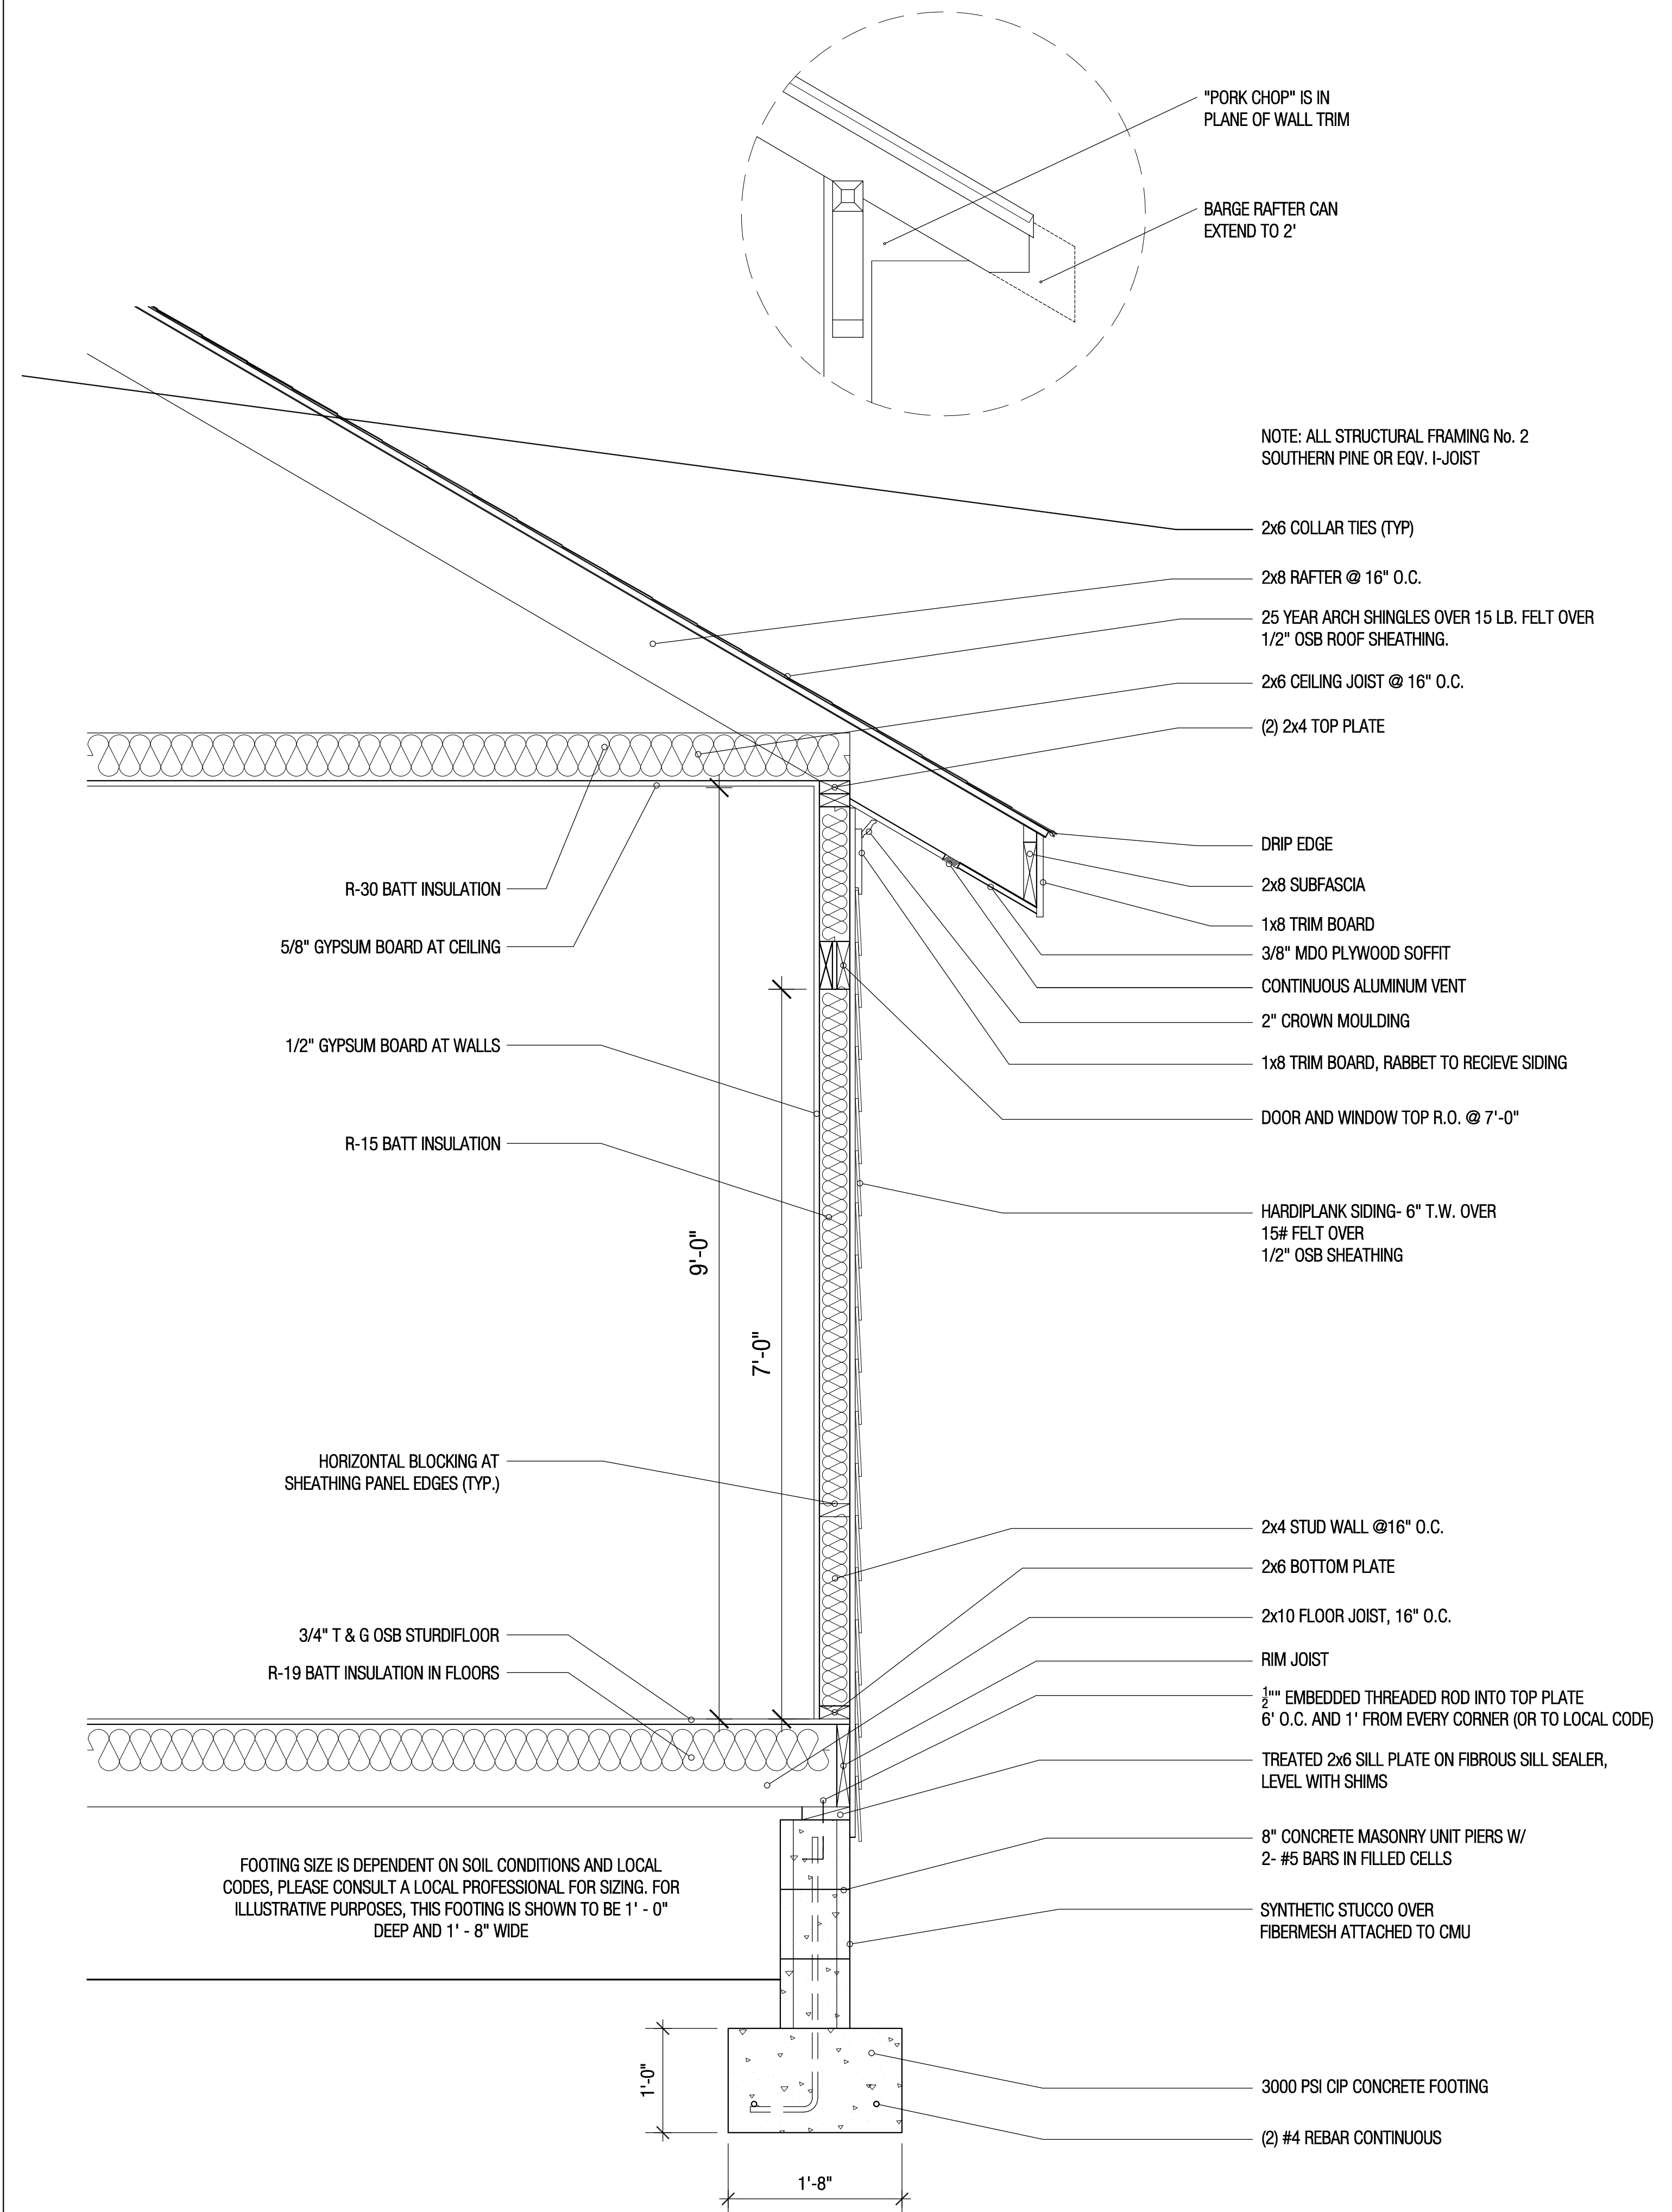 "PORK CHOP" IS IN
PLANE OF WALL TRIM
BARGE RAFTER CAN
EXTEND TO 2'
NOTE: ALL STRUCTURAL FRAMING No. 2
SOUTHERN PINE OR EQV. I-JOIST
2x6 COLLAR TIES (TYP)
2x8 RAFTER @ 16" O.C.
25 YEAR ARCH SHINGLES OVER 15 LB. FELT OVER
1/2" OSB ROOF SHEATHING.
2x6 CEILING JOIST @ 16" O.C.
(2) 2x4 TOP PLATE
DRIP EDGE
2x8 SUBFASCIA
1x8 TRIM BOARD
3/8" MDO PLYWOOD SOFFIT
CONTINUOUS ALUMINUM VENT
2" CROWN MOULDING
1x8 TRIM BOARD, RABBET TO RECIEVE SIDING
DOOR AND WINDOW TOP R.O. @ 7'-0"
HARDIPLANK SIDING- 6" T.W. OVER
15# FELT OVER
1/2" OSB SHEATHING
R-30 BATT INSULATION
5/8" GYPSUM BOARD AT CEILING
1/2" GYPSUM BOARD AT WALLS
R-15 BATT INSULATION
9'-0"
7'-0"
HORIZONTAL BLOCKING AT
SHEATHING PANEL EDGES (TYP.)
3/4" T & G OSB STURDIFLOOR
R-19 BATT INSULATION IN FLOORS
2x4 STUD WALL @16" O.C.
2x6 BOTTOM PLATE
2x10 FLOOR JOIST, 16" O.C.
RIM JOIST
1/2"" EMBEDDED THREADED ROD INTO TOP PLATE
6' O.C. AND 1' FROM EVERY CORNER (OR TO LOCAL CODE)
TREATED 2x6 SILL PLATE ON FIBROUS SILL SEALER,
LEVEL WITH SHIMS
8" CONCRETE MASONRY UNIT PIERS W/
2- #5 BARS IN FILLED CELLS
SYNTHETIC STUCCO OVER
FIBERMESH ATTACHED TO CMU
FOOTING SIZE IS DEPENDENT ON SOIL CONDITIONS AND LOCAL
CODES, PLEASE CONSULT A LOCAL PROFESSIONAL FOR SIZING. FOR
ILLUSTRATIVE PURPOSES, THIS FOOTING IS SHOWN TO BE 1' - 0"
DEEP AND 1' - 8" WIDE
1'-0"
3000 PSI CIP CONCRETE FOOTING
(2) #4 REBAR CONTINUOUS
1'-8"